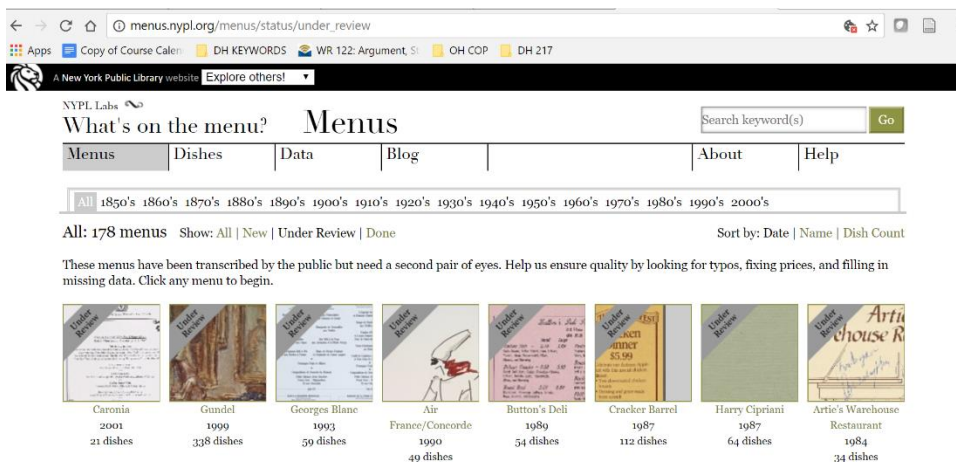 menus.nypl.org/menus/status/under_review
Apps Copy of Course Calen DH KEYWORDS WR 122: Argument, S OH COP DH 217
A New York Public Library website Explore others!
NYPL Labs
What's on the menu? Menus
Search keyword(s) Go
Menus Dishes Data Blog About Help
All 1850's 1860's 1870's 1880's 1890's 1900's 1910's 1920's 1930's 1940's 1950's 1960's 1970's 1980's 1990's 2000's
All: 178 menus Show: All | New | Under Review | Done Sort by: Date | Name | Dish Count
These menus have been transcribed by the public but need a second pair of eyes. Help us ensure quality by looking for typos, fixing prices, and filling in
missing data. Click any menu to begin.
Under Review
Caronia
2001
21 dishes
Under Review
Gundel
1999
338 dishes
Under Review
Georges Blanc
1993
59 dishes
Under Review
Air
France/Concorde
1990
49 dishes
Under Review
Button's Deli
1989
54 dishes
Under Review
$5.99
Cracker Barrel
1987
112 dishes
Under Review
Harry Cipriani
1987
64 dishes
Under Review
Artie's Warehouse
Restaurant
1984
34 dishes